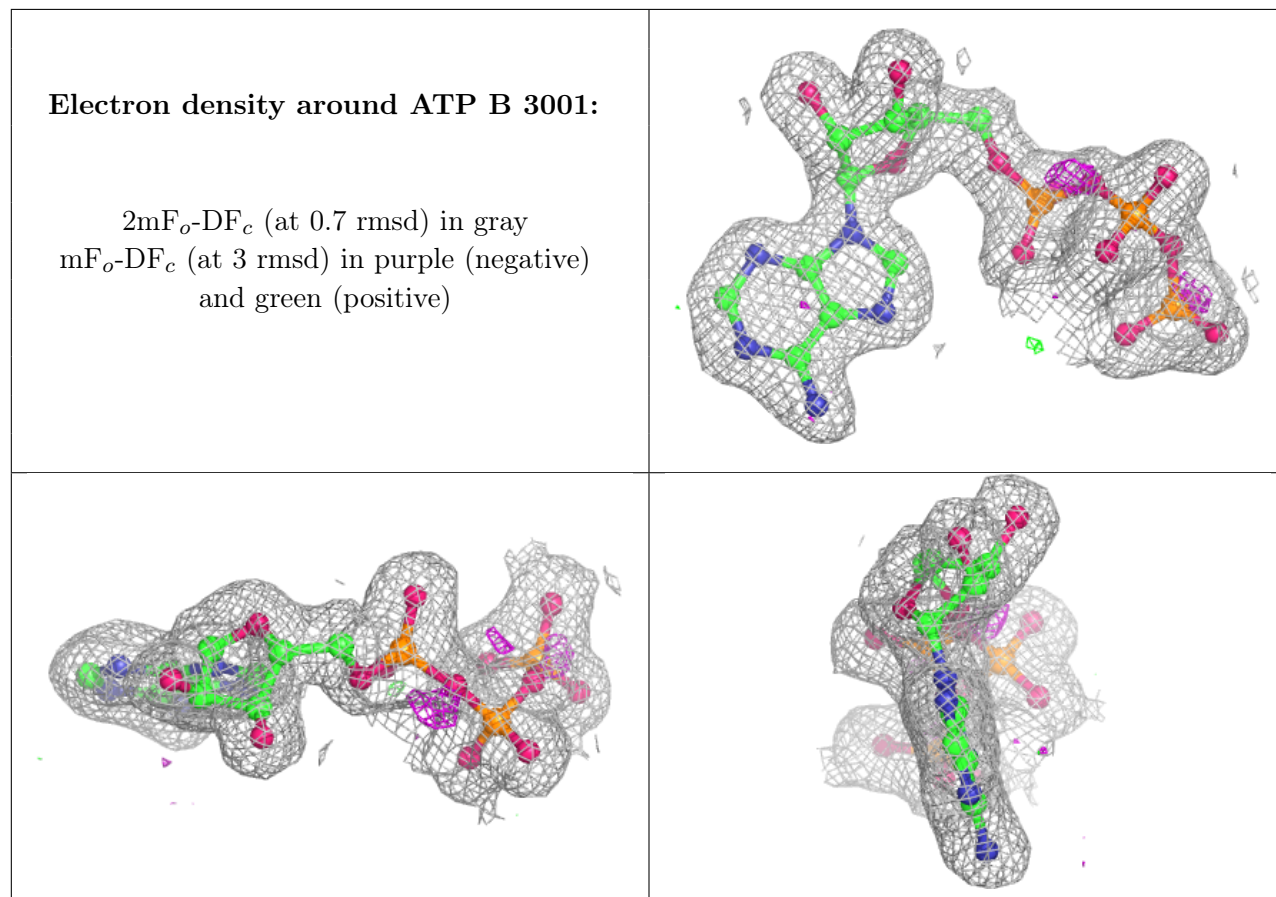 Electron density around ATP B 3001:
2mFo-DFc (at 0.7 rmsd) in gray
mFo-DFc (at 3 rmsd) in purple (negative)
and green (positive)